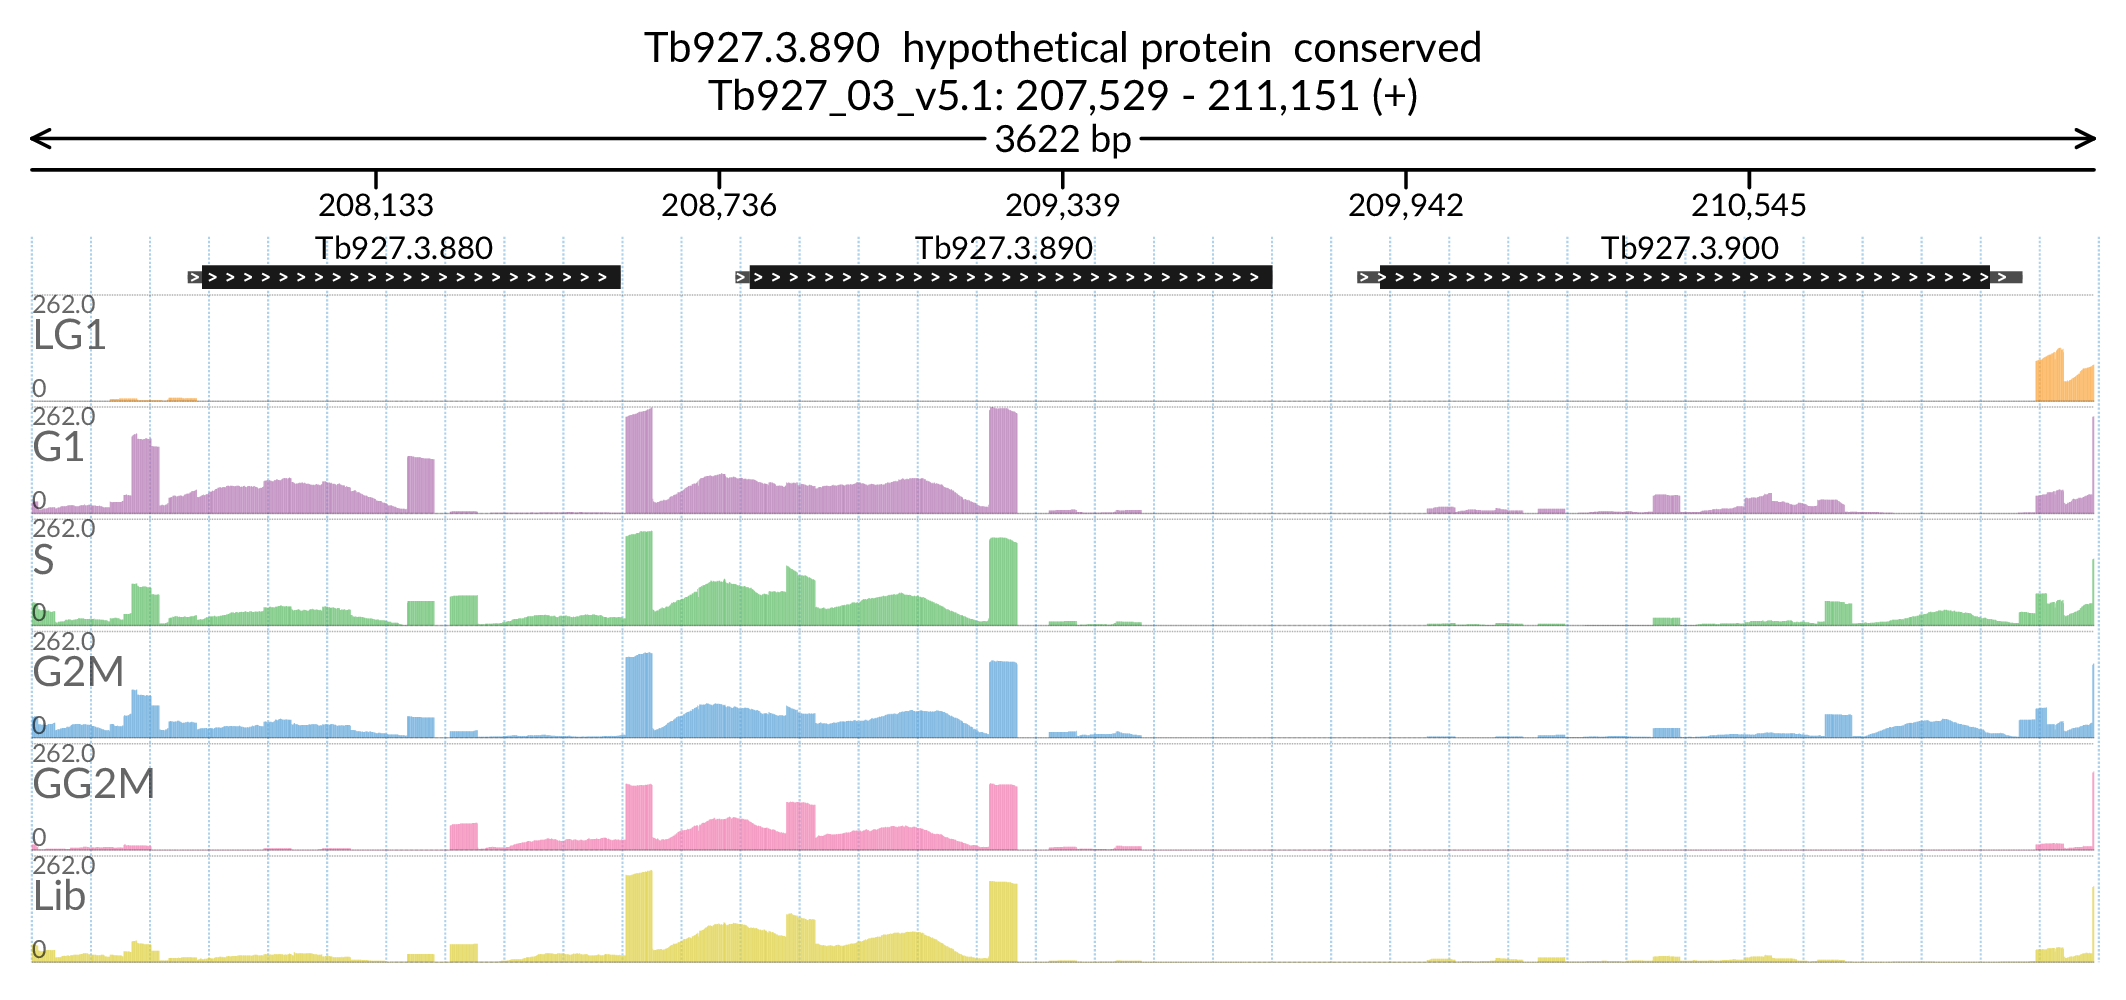 Tb927.3.890 hypothetical protein conserved
Tb927_03_v5.1: 207,529 - 211,151 (+)
3622 bp
208,133 208,736 209,339 209,942 210,545
Tb927.3.880 Tb927.3.890 Tb927.3.900
262.0
LG1
0
262.0
G1
0
262.0
S
0
262.0
G2M
0
262.0
GG2M
0
262.0
Lib
0